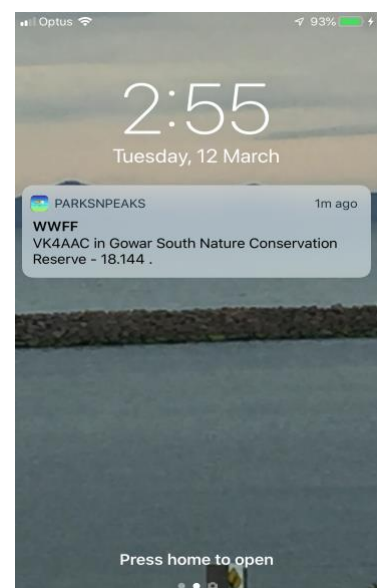 Optus 93%
2:55
Tuesday, 12 March
PARKSNPEAKS 1m ago
WWFF
VK4AAC in Gowar South Nature Conservation
Reserve - 18.144 .
Press home to open